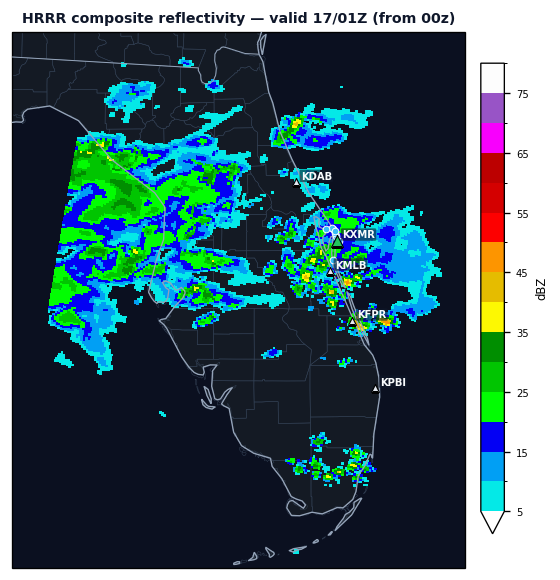 HRRR composite reflectivity — valid 17/01Z (from 00z)
KDAB
KXMR
KMLB
KFPR
KPBI
75
65
55
45
35
25
15
5
dBZ